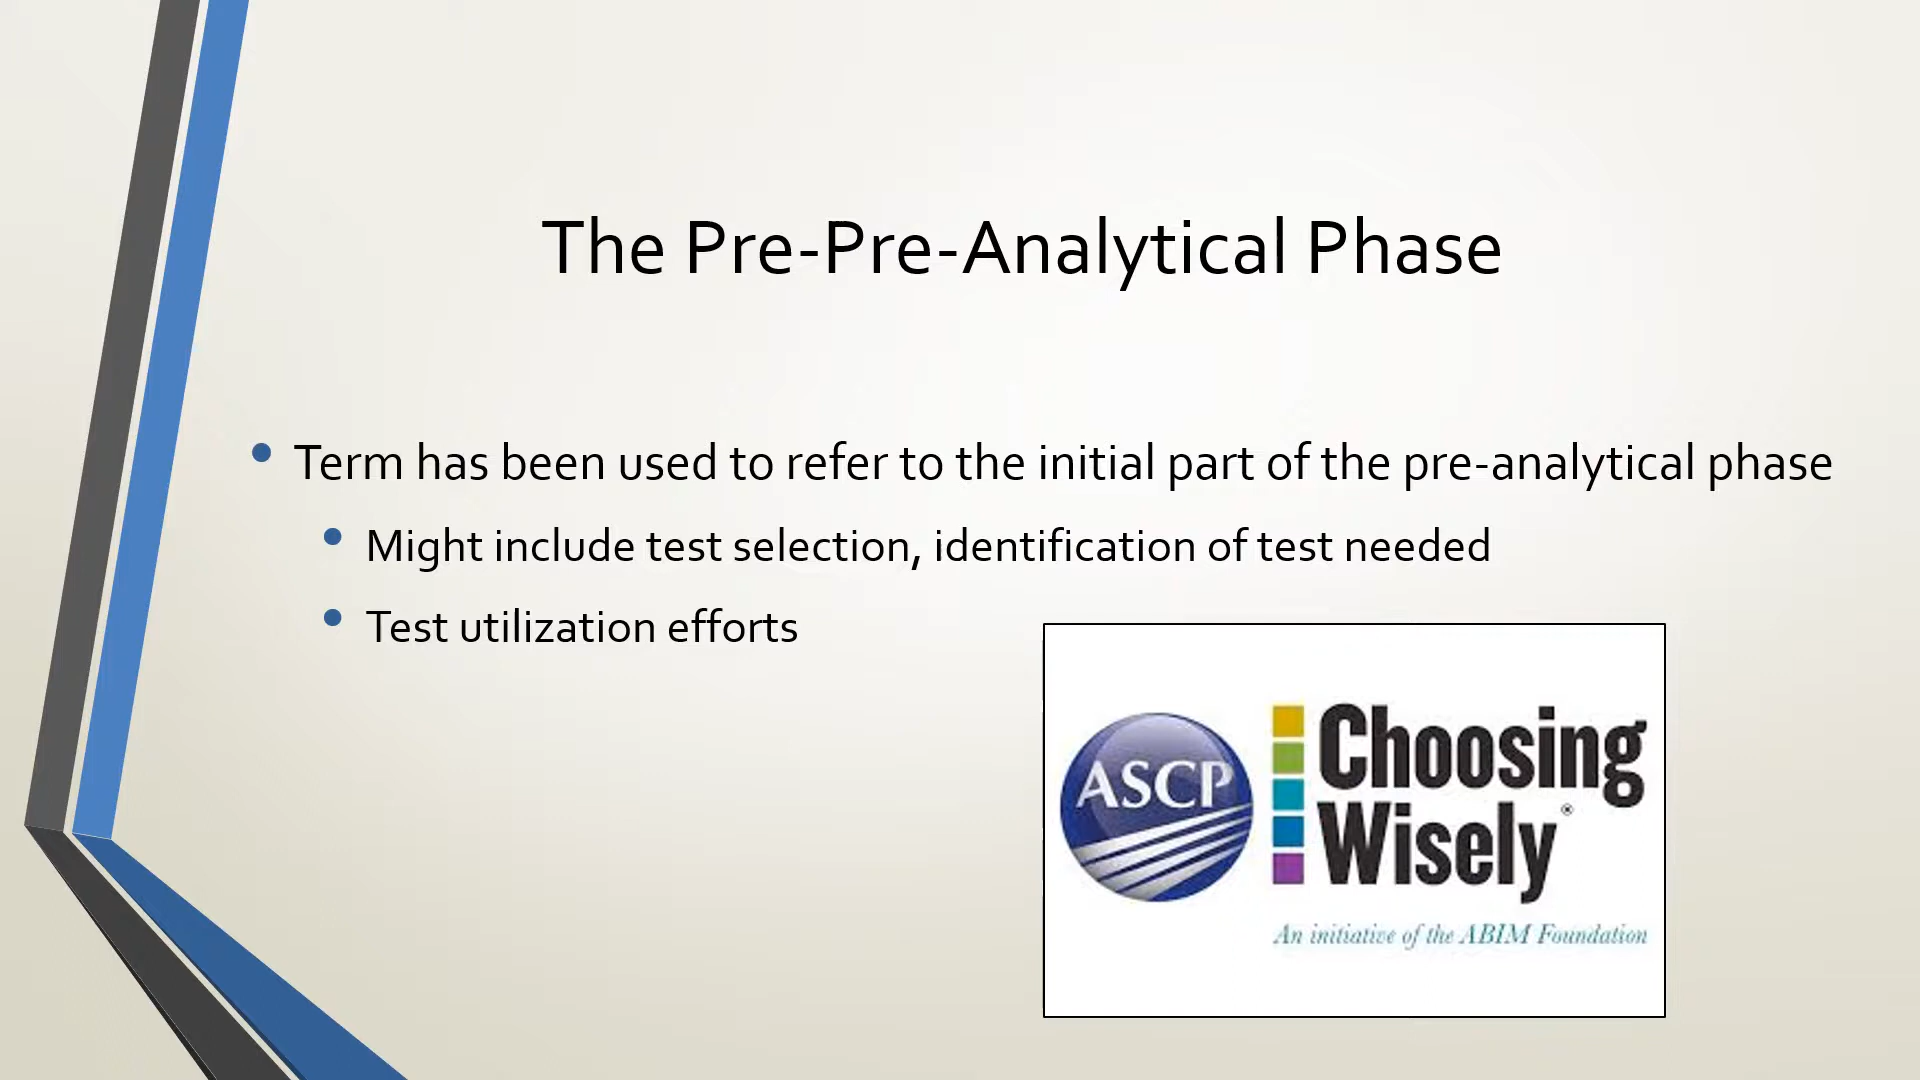 The Pre-Pre-Analytical Phase
• Term has been used to refer to the initial part of the pre-analytical phase
• Might include test selection, identification of test needed
• Test utilization efforts
ASCP
Choosing
Wisely®
An initiative of the ABIM Foundation